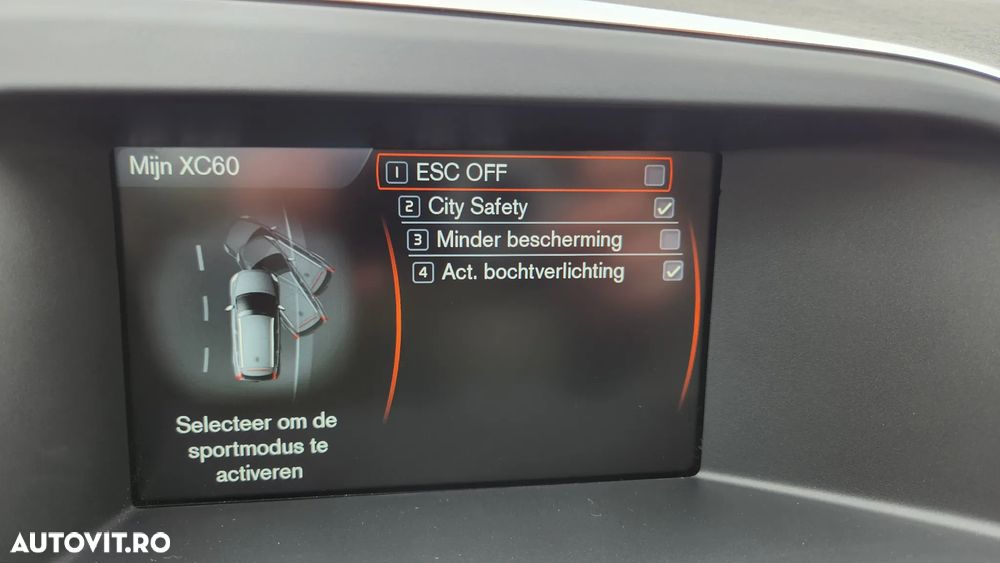 Mijn XC60
1 ESC OFF
2 City Safety
3 Minder bescherming
4 Act. bochtverlichting
Selecteer om de
sportmodus te
activeren
AUTOVIT.RO